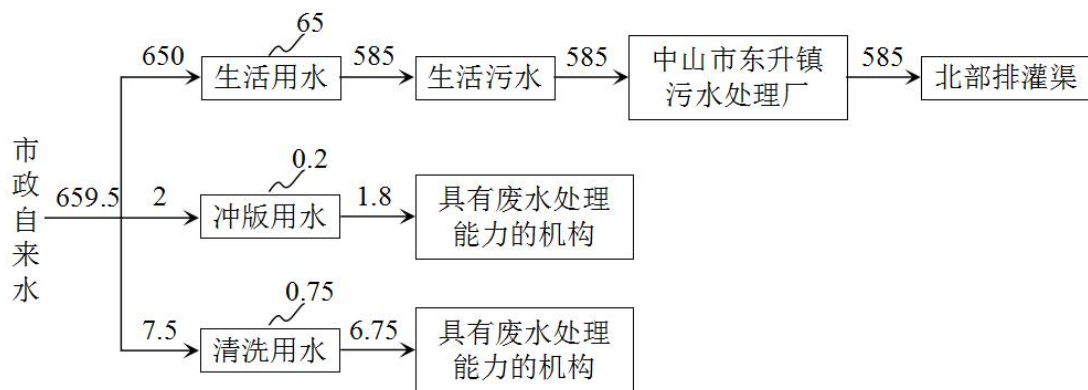 65
650
生活用水
585
生活污水
585
中山市东升镇
污水处理厂
585
北部排灌渠
市政自来水
659.5
0.2
2
冲版用水
1.8
具有废水处理
能力的机构
0.75
7.5
清洗用水
6.75
具有废水处理
能力的机构